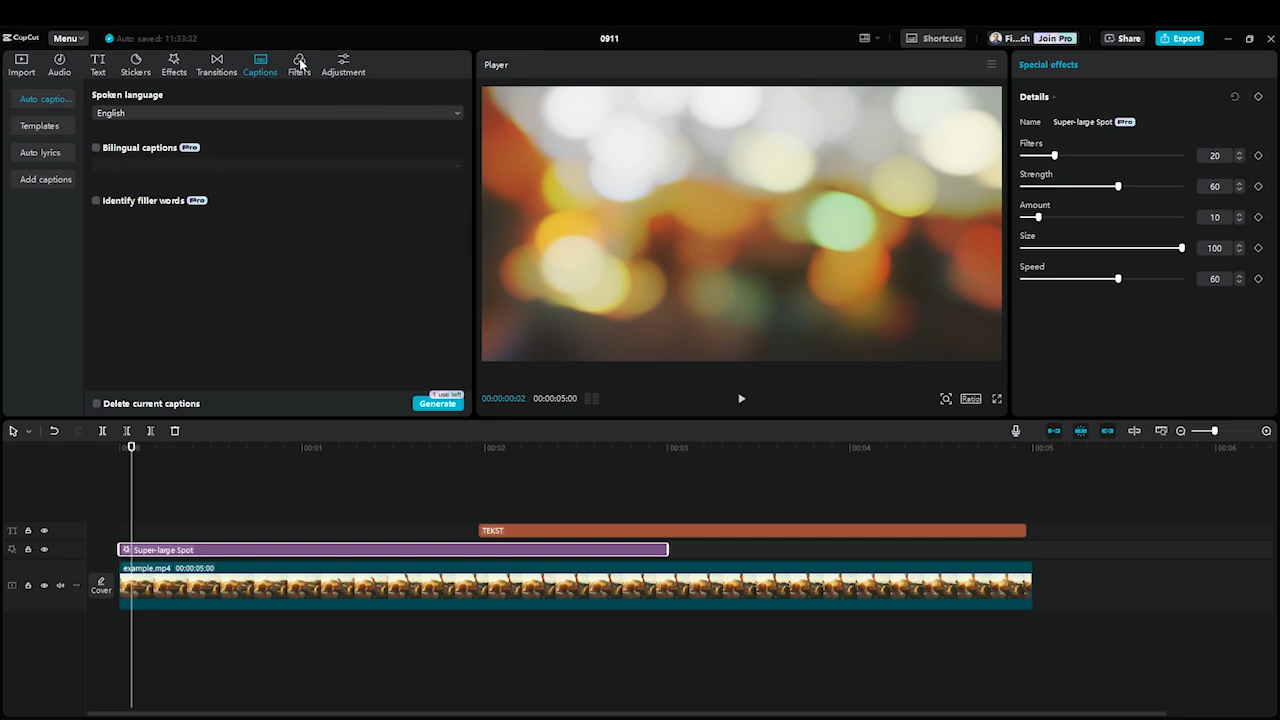 CapCut
Menu
Auto saved: 11:33:32
0911
Shortcuts
Fi...ch
Join Pro
Share
Export
Import
Audio
Text
Stickers
Effects
Transitions
Captions
Filters
Adjustment
Auto captio...
Templates
Auto lyrics
Add captions
Spoken language
English
Bilingual captions Pro
Identify filler words Pro
Delete current captions
1 use left
Generate
Player
00:00:00:02 00:00:05:00
Ratio
Special effects
Details
Name Super-large Spot Pro
Filters
20
Strength
60
Amount
10
Size
100
Speed
60
00:01
00:02
00:03
00:04
00:05
00:06
TI
TEKST
Super-large Spot
example.mp4 00:00:05:00
Cover